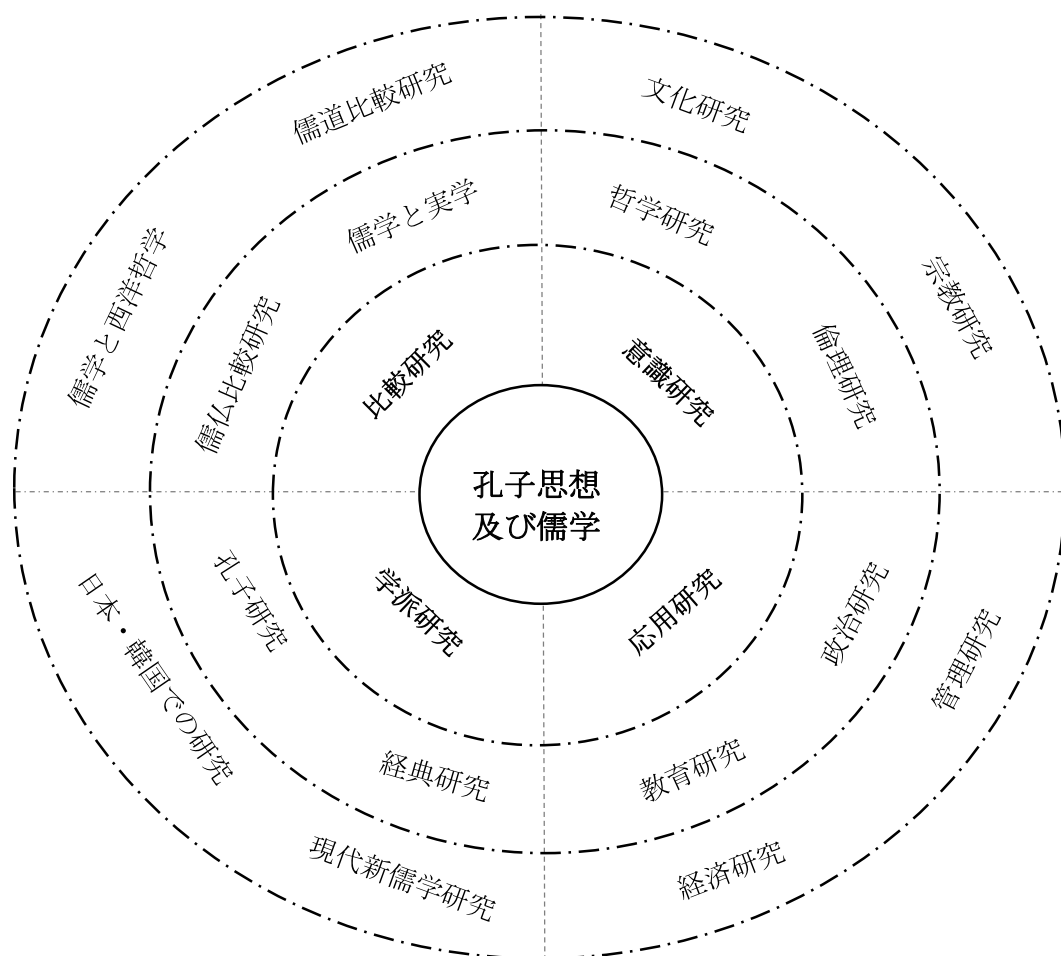 儒道比較研究
文化研究
儒学と実学
哲学研究
儒学と西洋哲学
宗教研究
儒仏比較研究
倫理研究
比較研究
意識研究
孔子思想
及び儒学
学派研究
応用研究
孔子研究
政治研究
日本・韓国での研究
管理研究
経典研究
教育研究
現代新儒学研究
経済研究